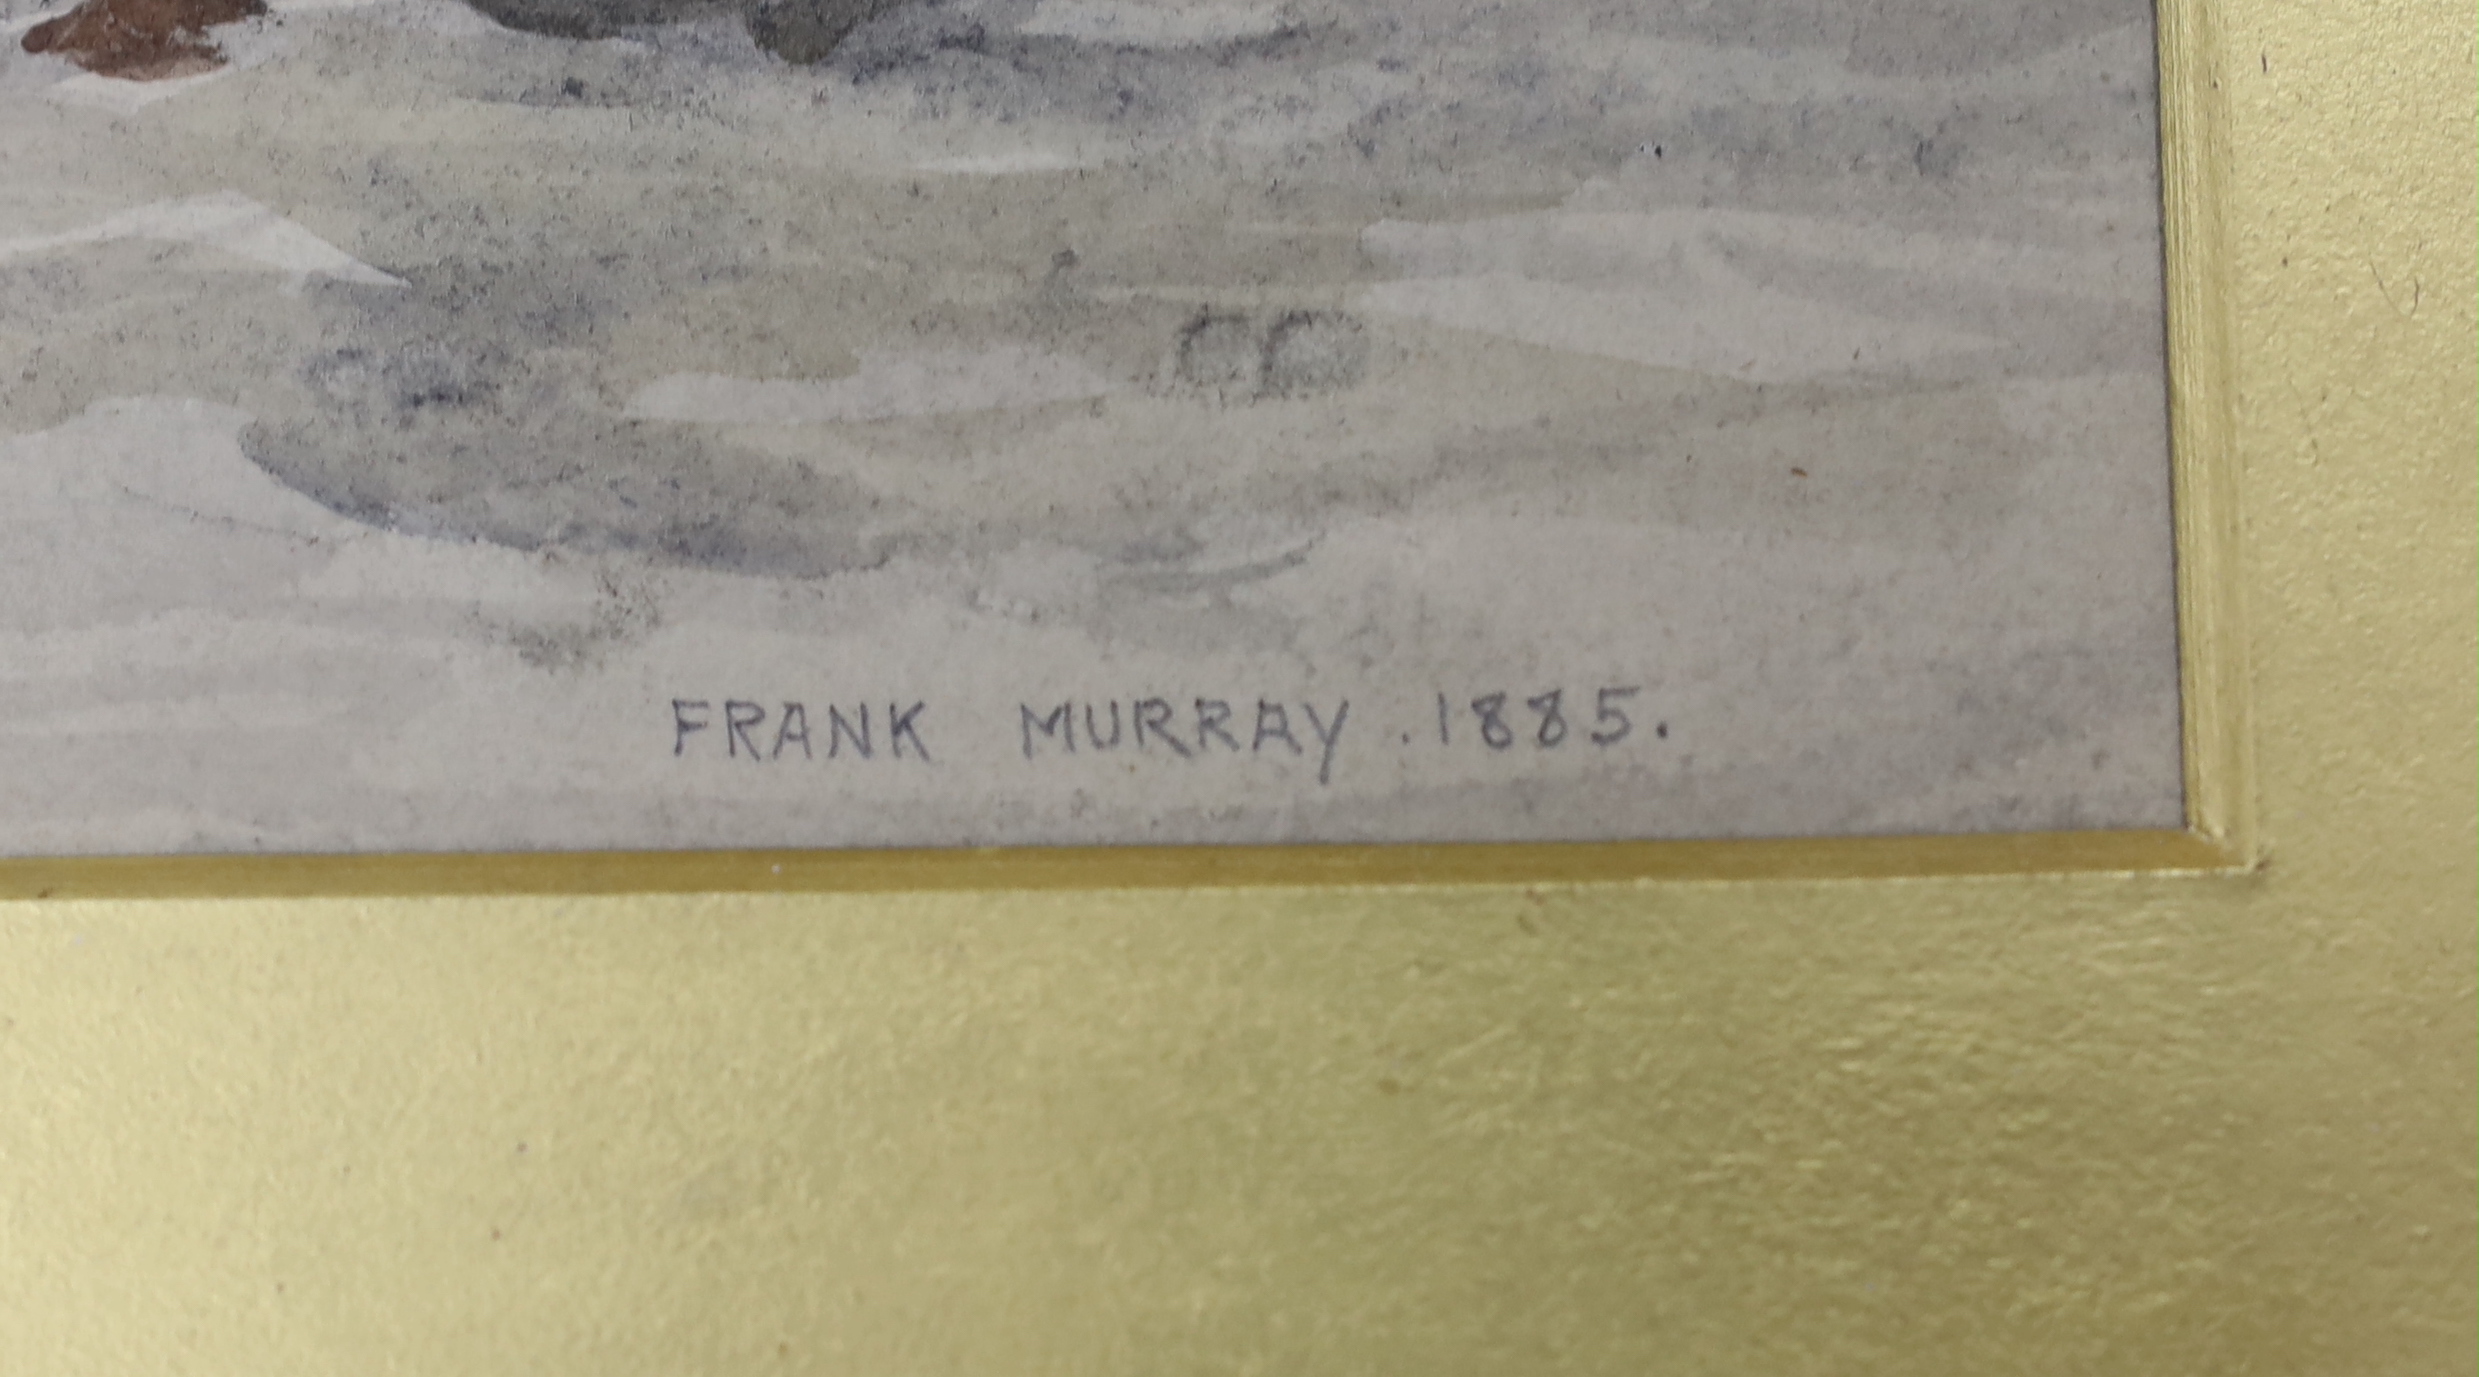 FRANK MURRAY . 1885.